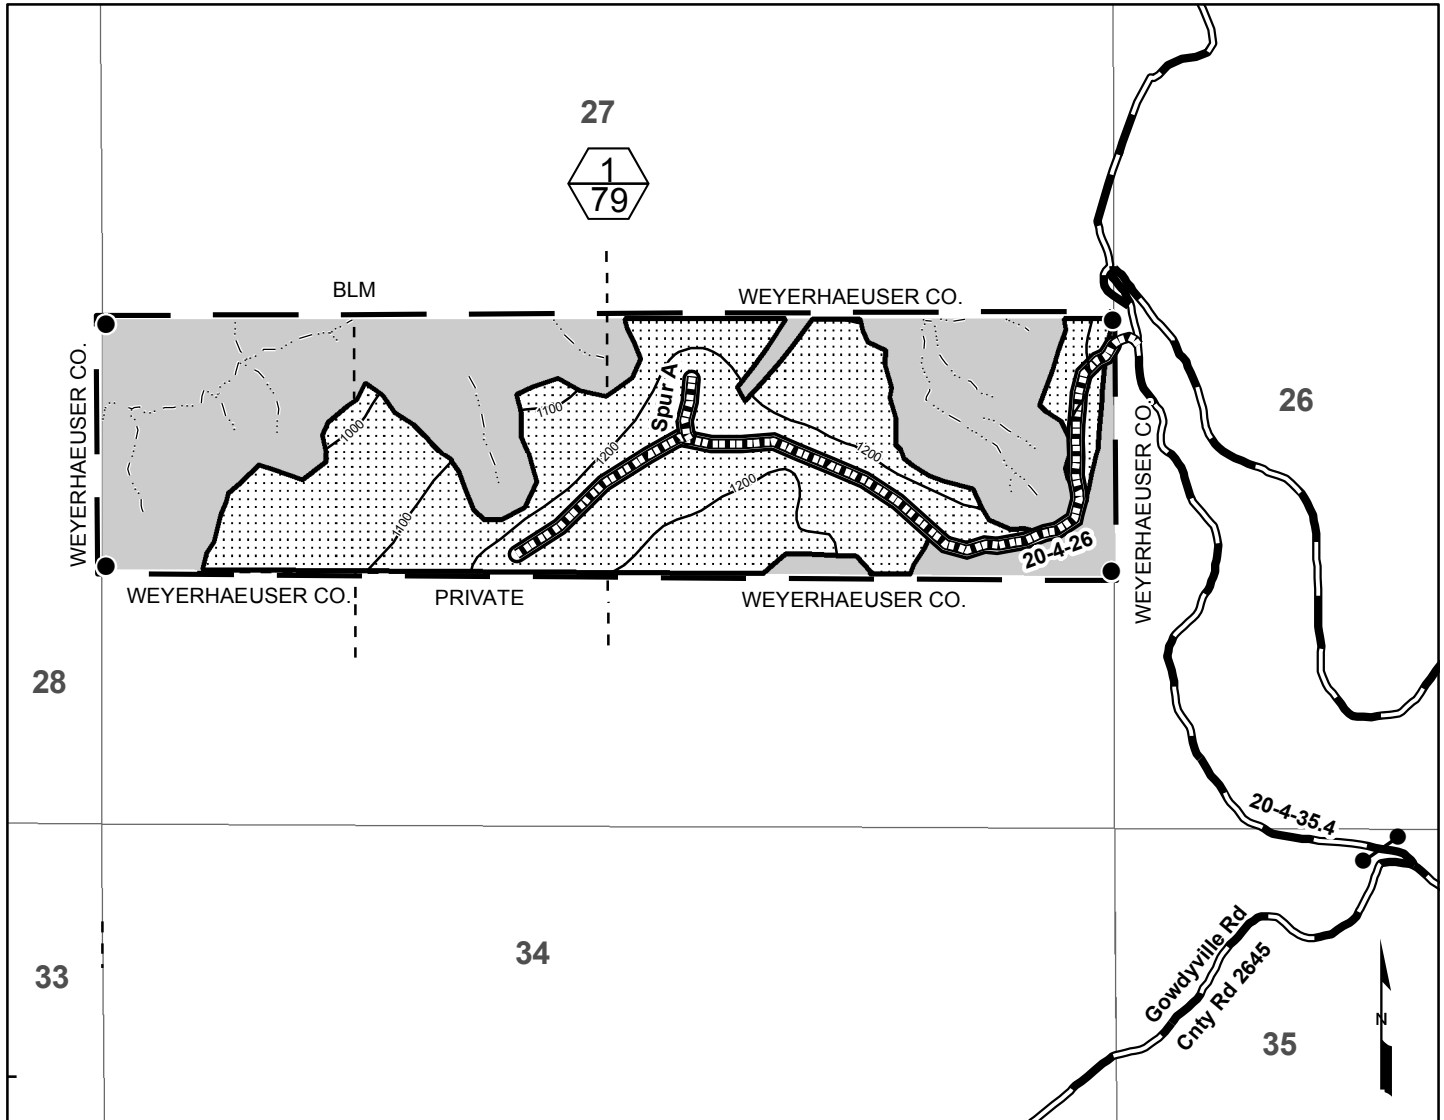 27
1
79
BLM
WEYERHAEUSER CO.
WEYERHAEUSER CO.
26
Spur A
1100
1000
1200
1200
1200
1100
WEYERHAEUSER CO.
20-4-26
WEYERHAEUSER CO.
PRIVATE
WEYERHAEUSER CO.
28
20-4-35.4
33
34
Gowdyville Rd
Cnty Rd 2645
N
35